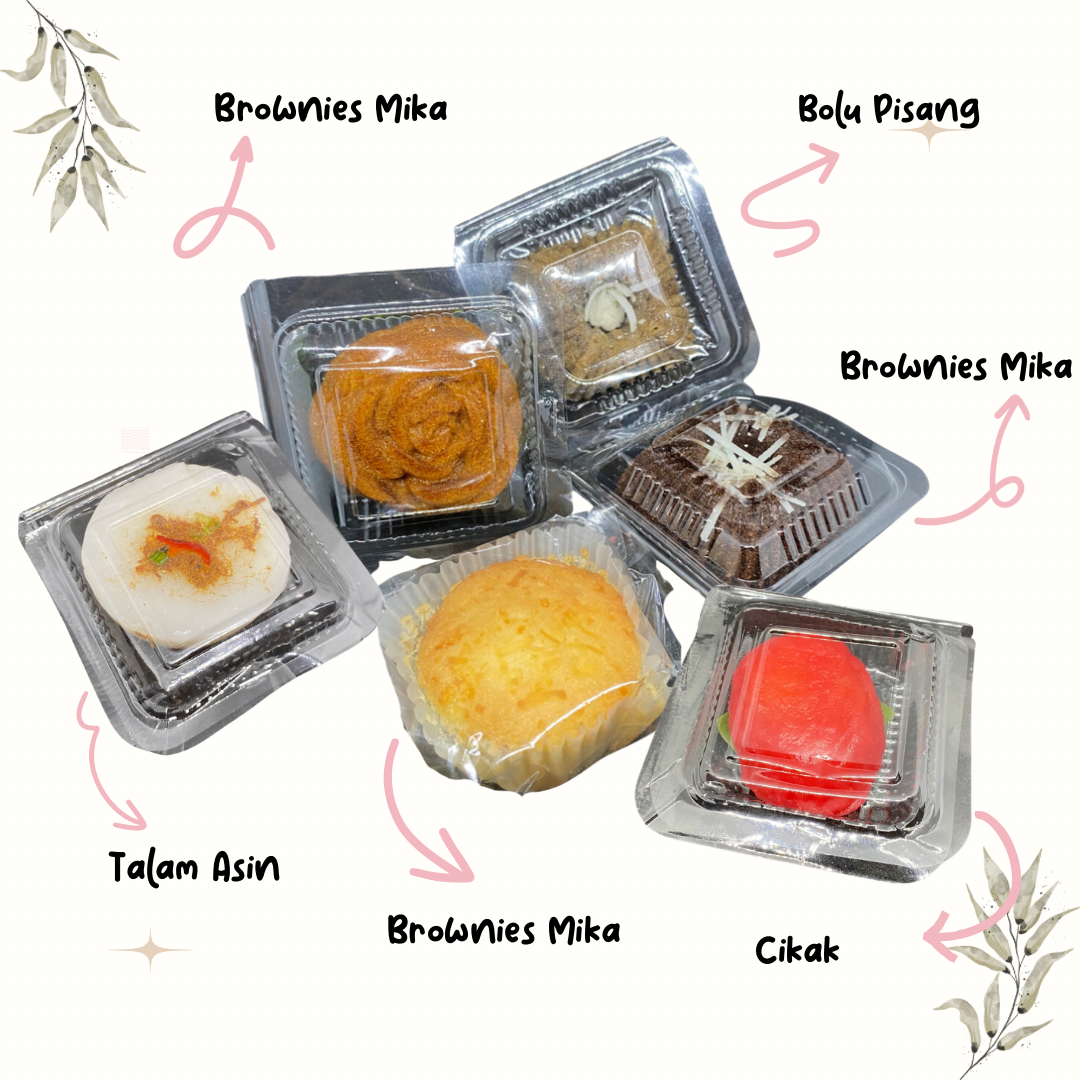 Brownies Mika
Bolu Pisang
Brownies Mika
Talam Asin
Brownies Mika
Cikak